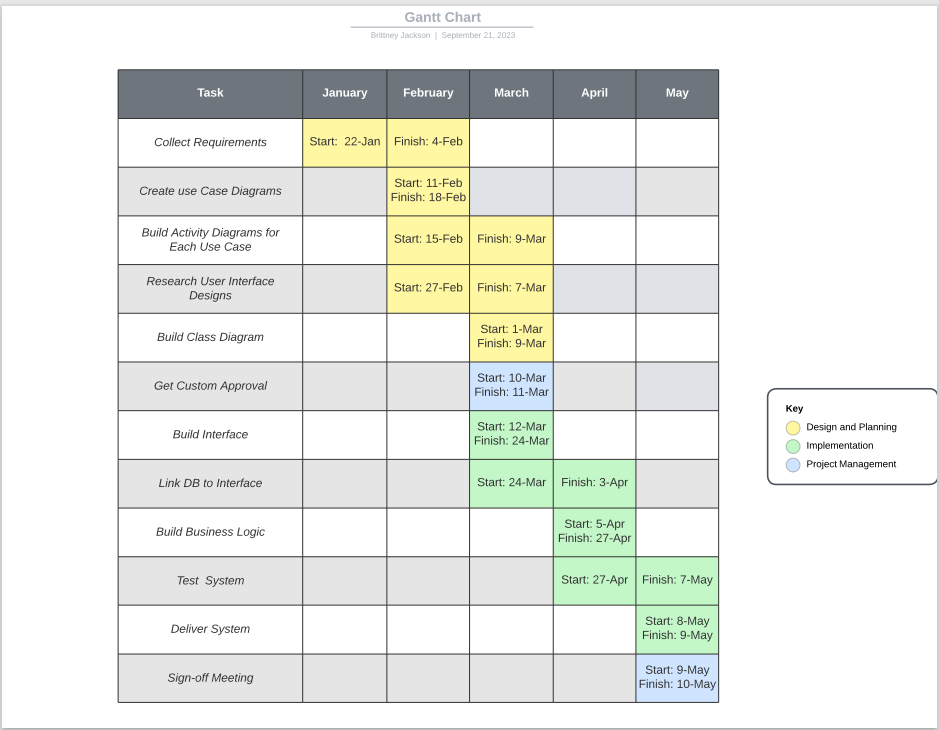 Gantt Chart
Brittney Jackson | September 21, 2023
Task January February March April May
Collect Requirements Start: 22-Jan Finish: 4-Feb
Create use Case Diagrams Start: 11-Feb
Finish: 18-Feb
Build Activity Diagrams for
Each Use Case Start: 15-Feb Finish: 9-Mar
Research User Interface
Designs Start: 27-Feb Finish: 7-Mar
Build Class Diagram Start: 1-Mar
Finish: 9-Mar
Get Custom Approval Start: 10-Mar
Finish: 11-Mar
Build Interface Start: 12-Mar
Finish: 24-Mar
Link DB to Interface Start: 24-Mar Finish: 3-Apr
Build Business Logic Start: 5-Apr
Finish: 27-Apr
Test System Start: 27-Apr Finish: 7-May
Deliver System Start: 8-May
Finish: 9-May
Sign-off Meeting Start: 9-May
Finish: 10-May
Key
Design and Planning
Implementation
Project Management